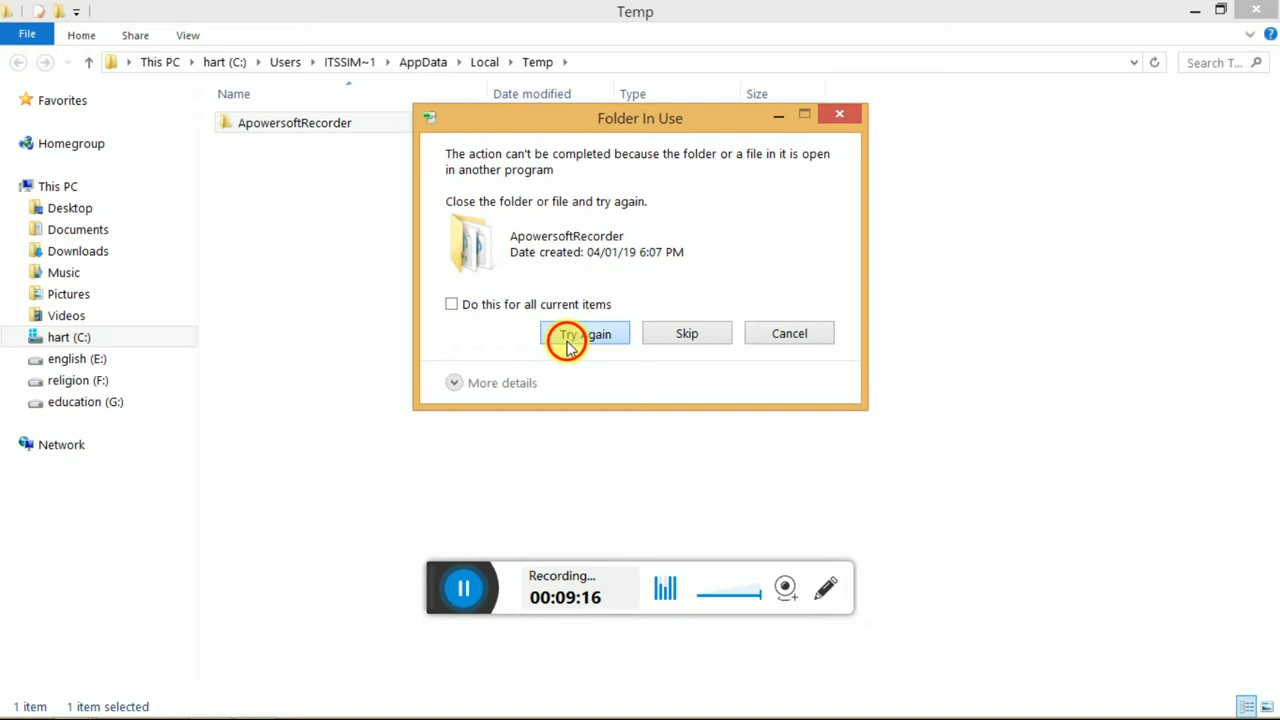 Temp
File Home Share View
This PC hart (C:) Users ITSSIM~1 AppData Local Temp
Search T...
Name Date modified Type Size
Favorites
ApowersoftRecorder
Homegroup
This PC
Desktop
Documents
Downloads
Music
Pictures
Videos
hart (C:)
english (E:)
religion (F:)
education (G:)
Network
Folder In Use
The action can't be completed because the folder or a file in it is open
in another program
Close the folder or file and try again.
ApowersoftRecorder
Date created: 04/01/19 6:07 PM
Do this for all current items
Try Again Skip Cancel
More details
Recording...
00:09:16
1 item 1 item selected